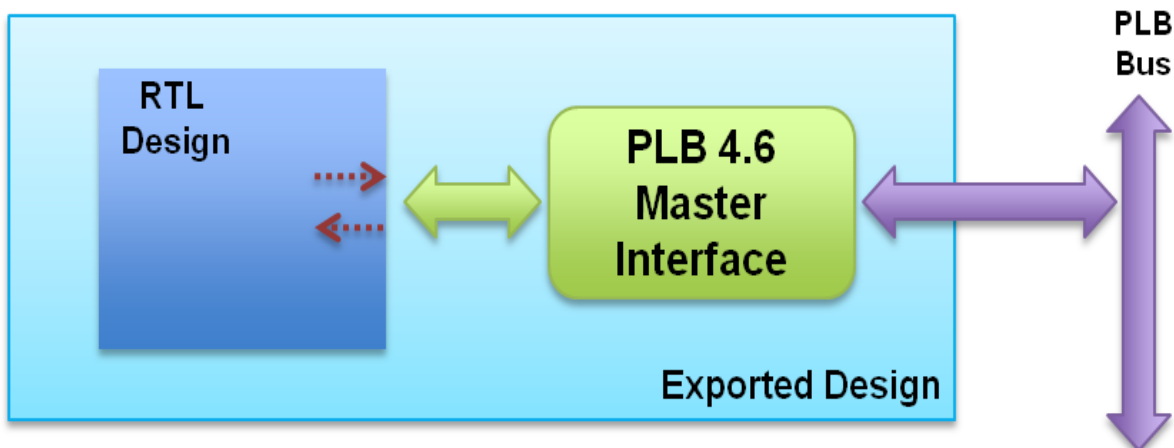 RTL
Design
PLB 4.6
Master
Interface
Exported Design
PLB
Bus